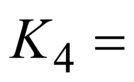 K₄ =